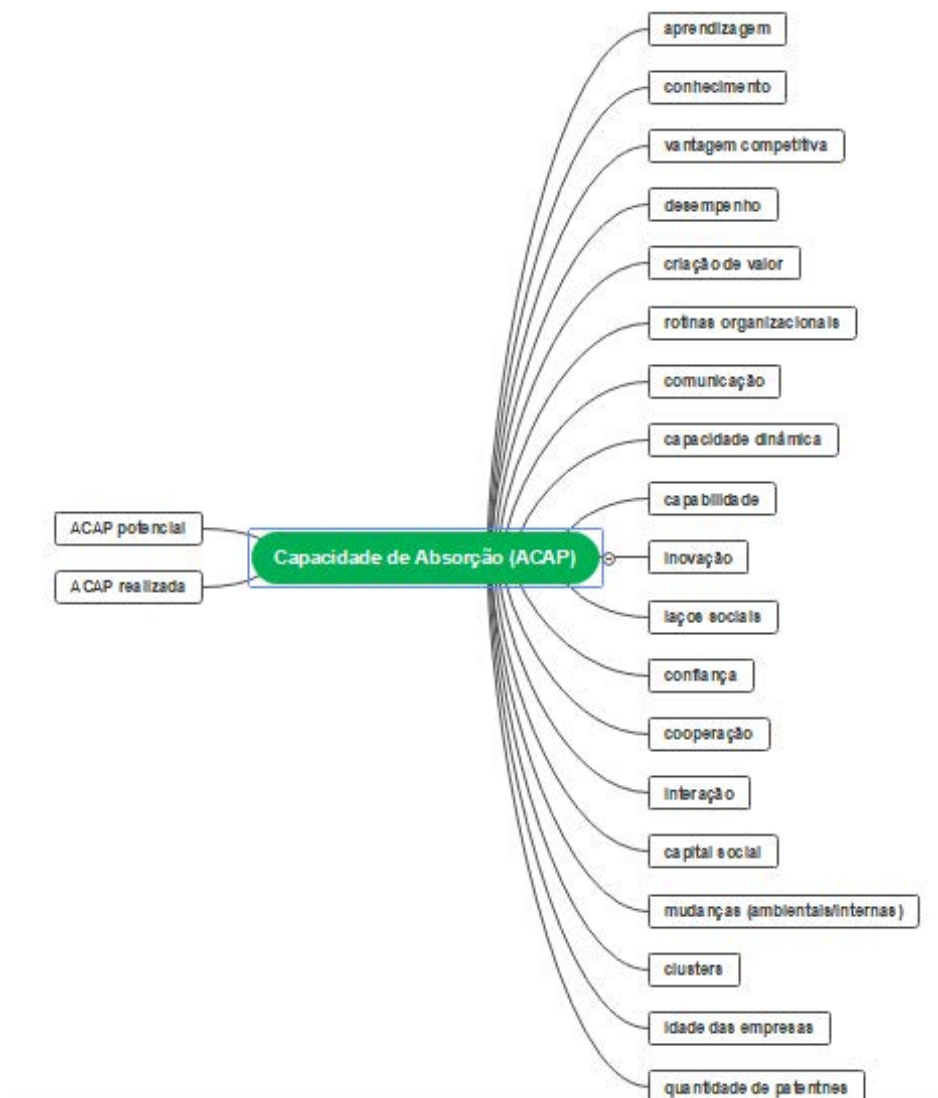 aprendizagem
conhecimento
vantagem competitiva
desempenho
criação de valor
rotinas organizacionais
comunicação
capacidade dinâmica
capabilidade
ACAP potencial
Capacidade de Absorção (ACAP)
inovação
ACAP realizada
laços sociais
confiança
cooperação
interação
capital social
mudanças (ambientais/internas)
clusters
idade das empresas
quantidade de patentnes